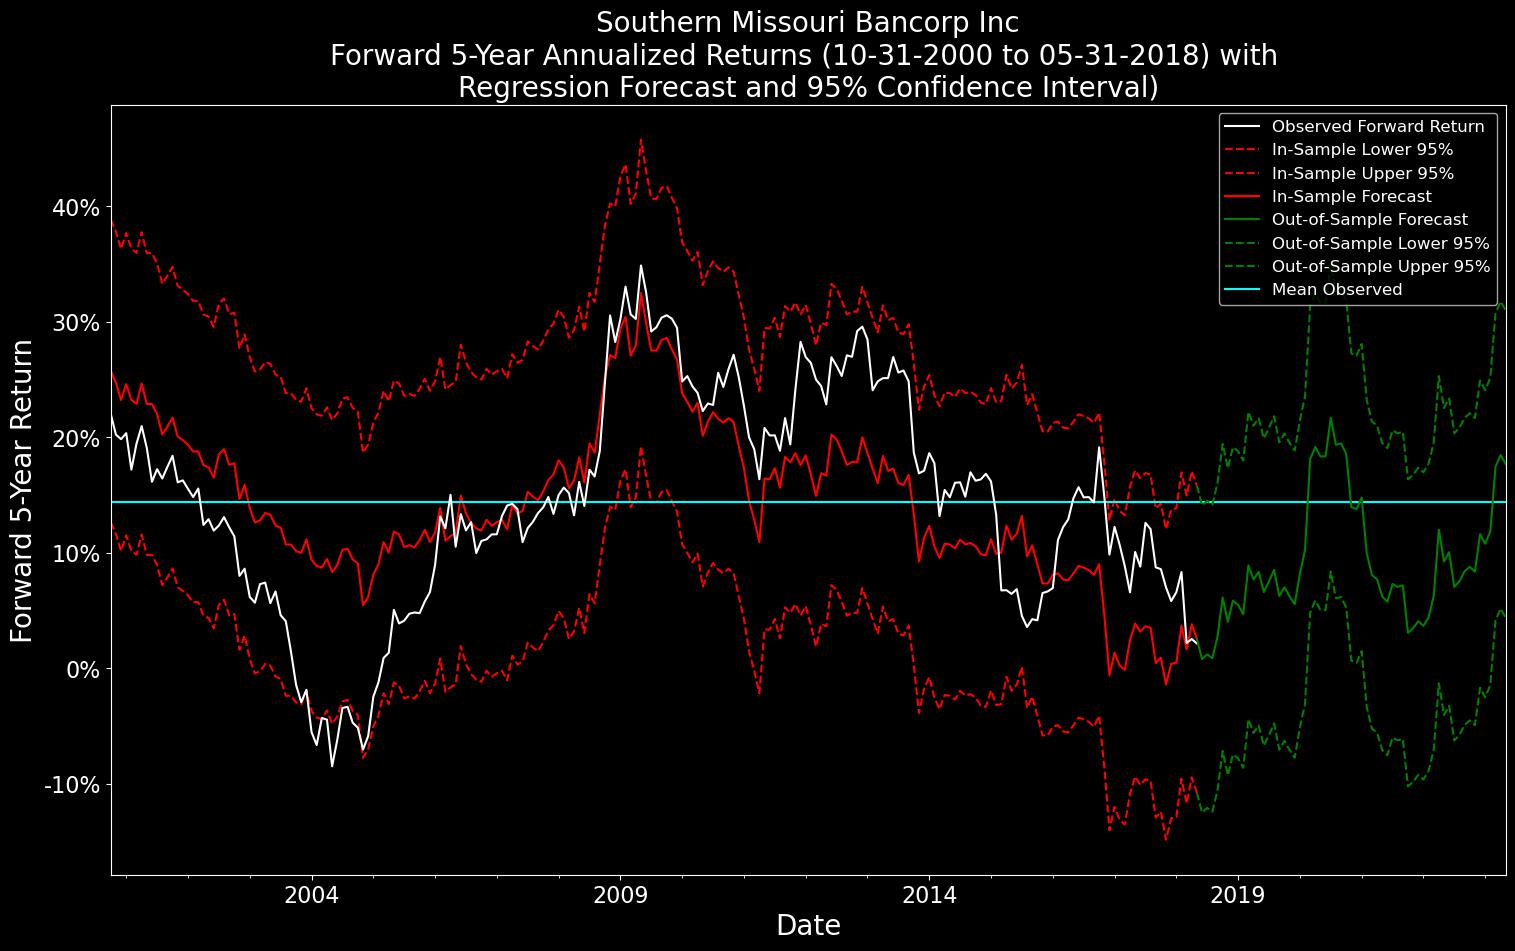 Southern Missouri Bancorp Inc
Forward 5-Year Annualized Returns (10-31-2000 to 05-31-2018) with
Regression Forecast and 95% Confidence Interval)
Observed Forward Return
In-Sample Lower 95%
In-Sample Upper 95%
In-Sample Forecast
Out-of-Sample Forecast
Out-of-Sample Lower 95%
Out-of-Sample Upper 95%
Mean Observed
Forward 5-Year Return
40%
30%
20%
10%
0%
-10%
2004
2009
2014
2019
Date